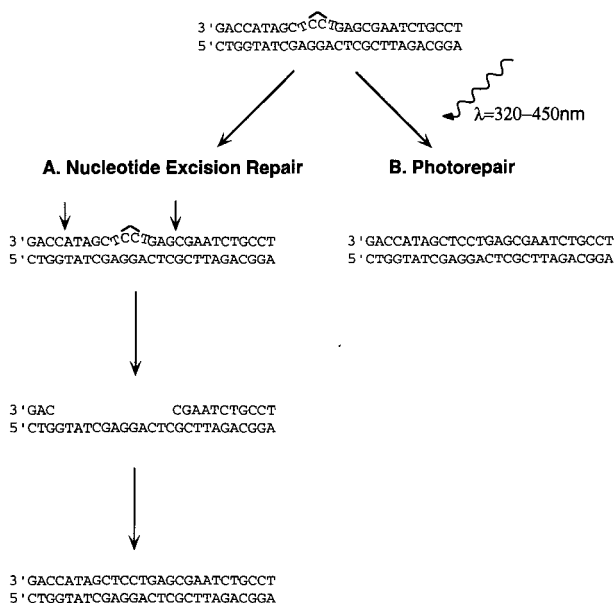 3'GACCATAGCTCCTGAGCGAATCTGCCT
5'CTGGTATCGAGGACTCGCTTAGACGGA
λ=320–450nm
A. Nucleotide Excision Repair
B. Photorepair
3'GACCATAGCTCCTGAGCGAATCTGCCT
5'CTGGTATCGAGGACTCGCTTAGACGGA
3'GACCATAGCTCCTGAGCGAATCTGCCT
5'CTGGTATCGAGGACTCGCTTAGACGGA
3'GAC CGAATCTGCCT
5'CTGGTATCGAGGACTCGCTTAGACGGA
3'GACCATAGCTCCTGAGCGAATCTGCCT
5'CTGGTATCGAGGACTCGCTTAGACGGA